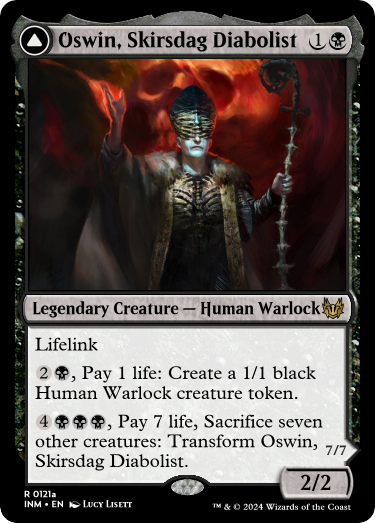 Oswin, Skirsdag Diabolist 1
Legendary Creature — Human Warlock
Lifelink
2, Pay 1 life: Create a 1/1 black
Human Warlock creature token.
4, Pay 7 life, Sacrifice seven
other creatures: Transform Oswin,
Skirsdag Diabolist.
7/7
2/2
R 0121a
INM • EN Lucy Lisett
™ & © 2024 Wizards of the Coast